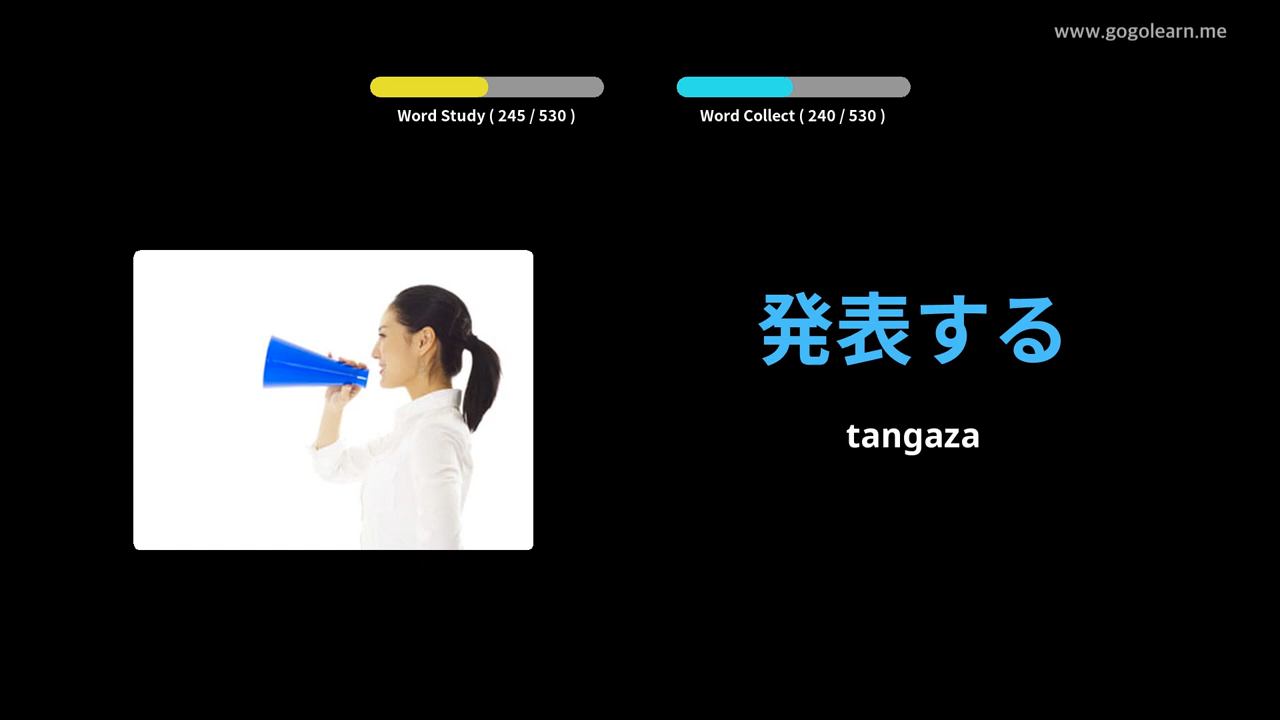 www.gogolearn.me
Word Study ( 245 / 530 )
Word Collect ( 240 / 530 )
発表する
tangaza